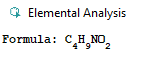 Elemental Analysis
Formula: C₄H₉NO₂